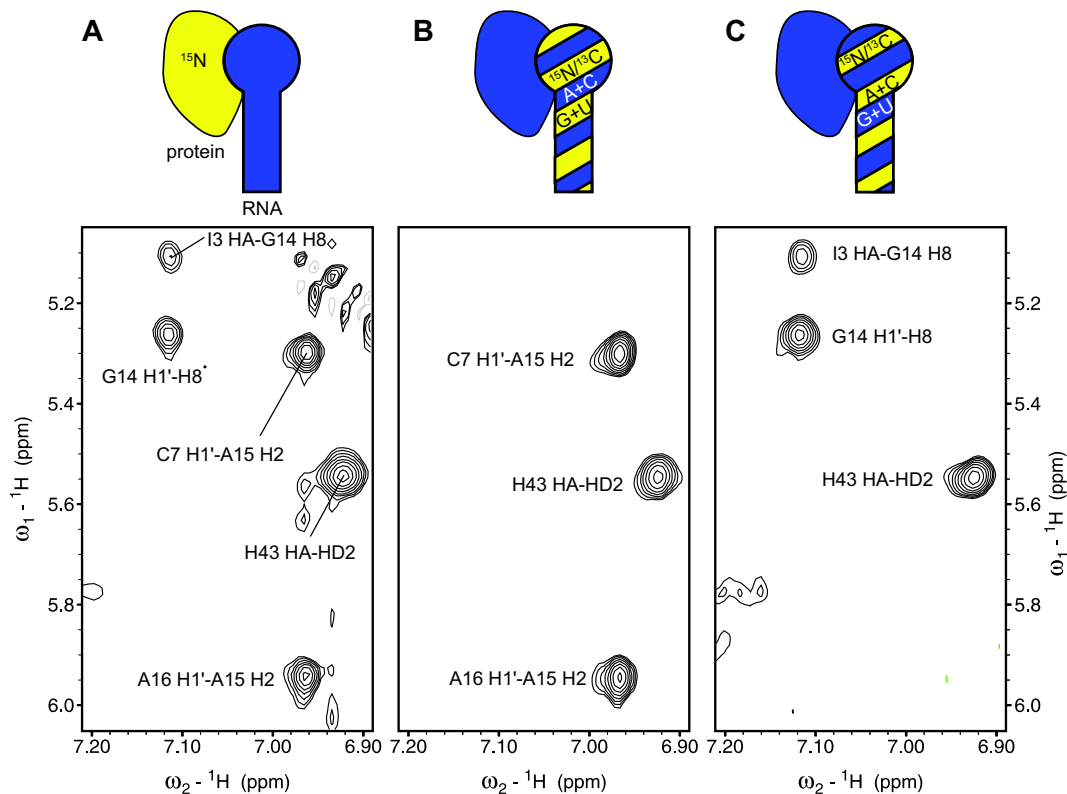 A
B
C
¹⁵N
protein
RNA
¹⁵N/¹³C
A+C
G+U
¹⁵N/¹³C
A+C
G+U
I3 HA-G14 H8◇
G14 H1'-H8*
C7 H1'-A15 H2
H43 HA-HD2
A16 H1'-A15 H2
C7 H1'-A15 H2
H43 HA-HD2
A16 H1'-A15 H2
I3 HA-G14 H8
G14 H1'-H8
H43 HA-HD2
5.2
5.4
5.6
5.8
6.0
ω₁ - ¹H (ppm)
5.2
5.4
5.6
5.8
6.0
ω₁ - ¹H (ppm)
7.20 7.10 7.00 6.90
7.20 7.10 7.00 6.90
7.20 7.10 7.00 6.90
ω₂ - ¹H (ppm)
ω₂ - ¹H (ppm)
ω₂ - ¹H (ppm)